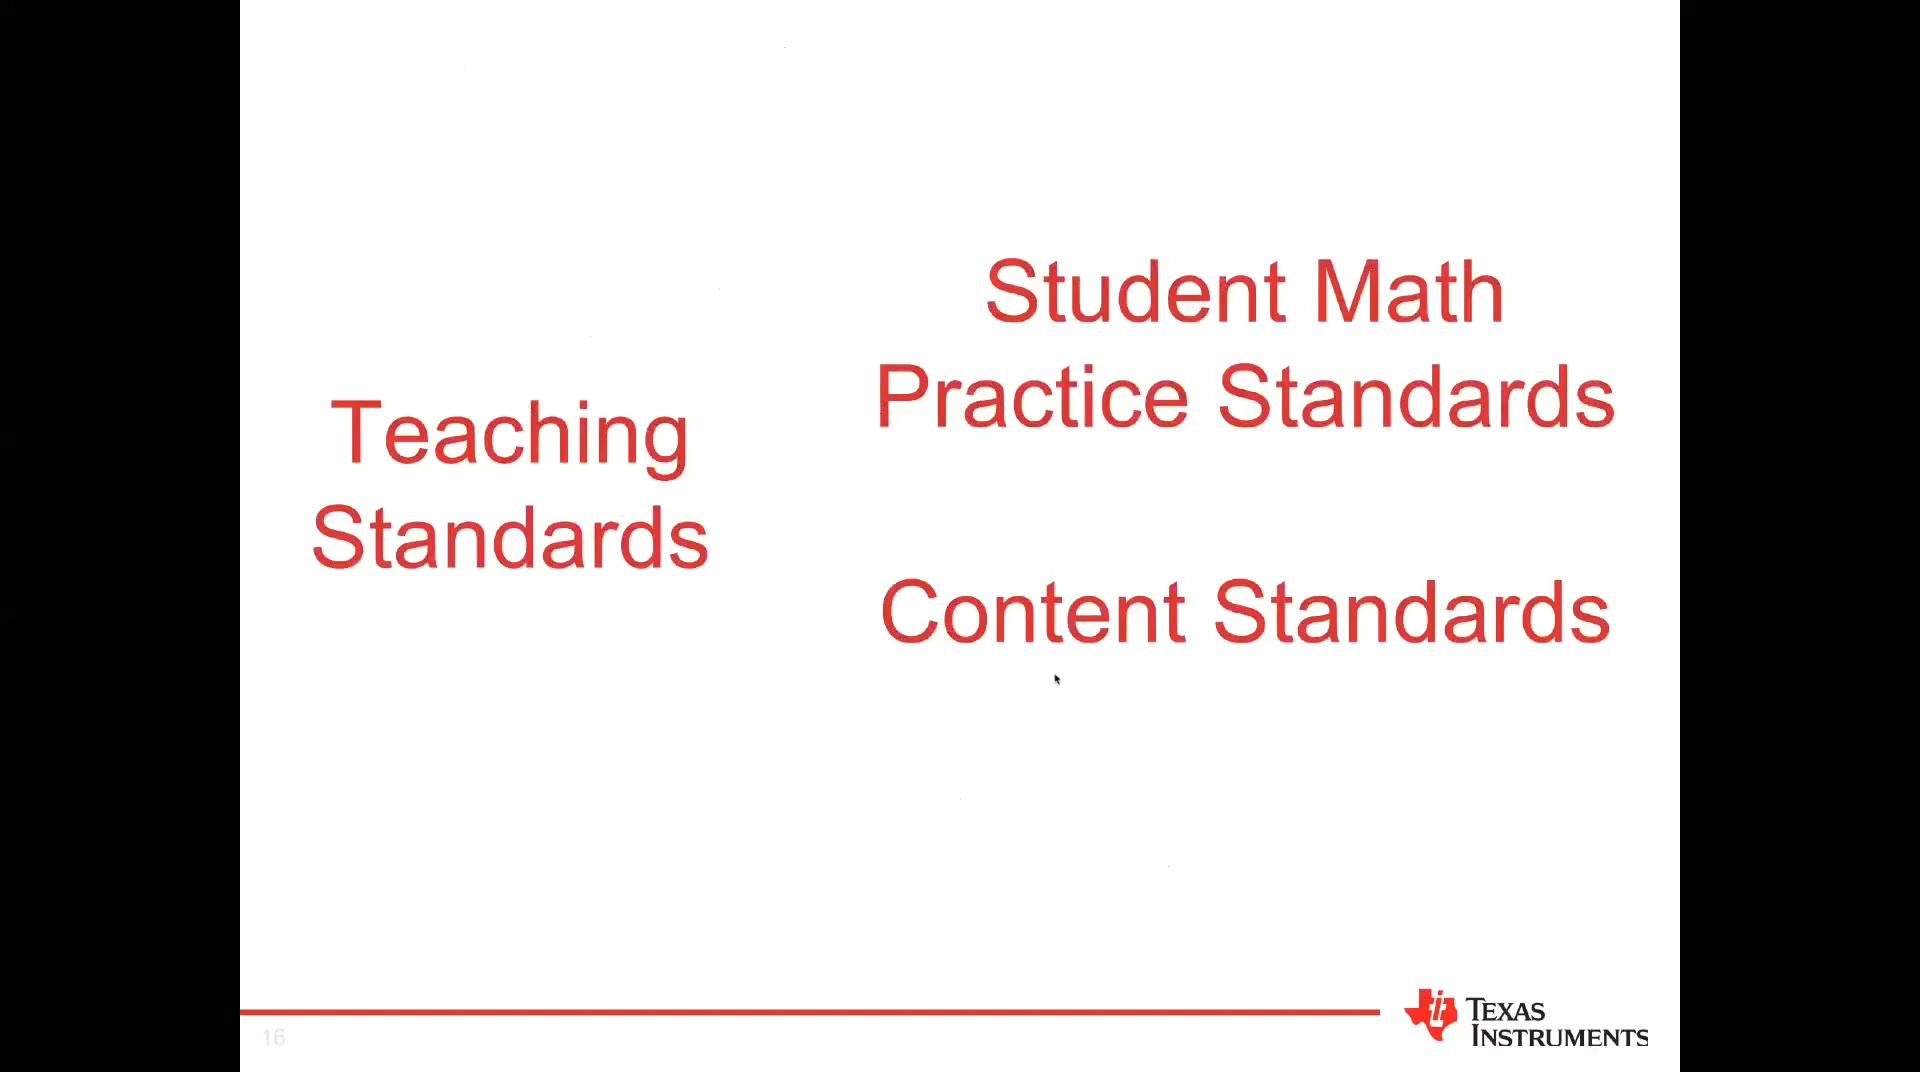 Teaching
Standards
Student Math
Practice Standards
Content Standards
16
TEXAS
INSTRUMENTS